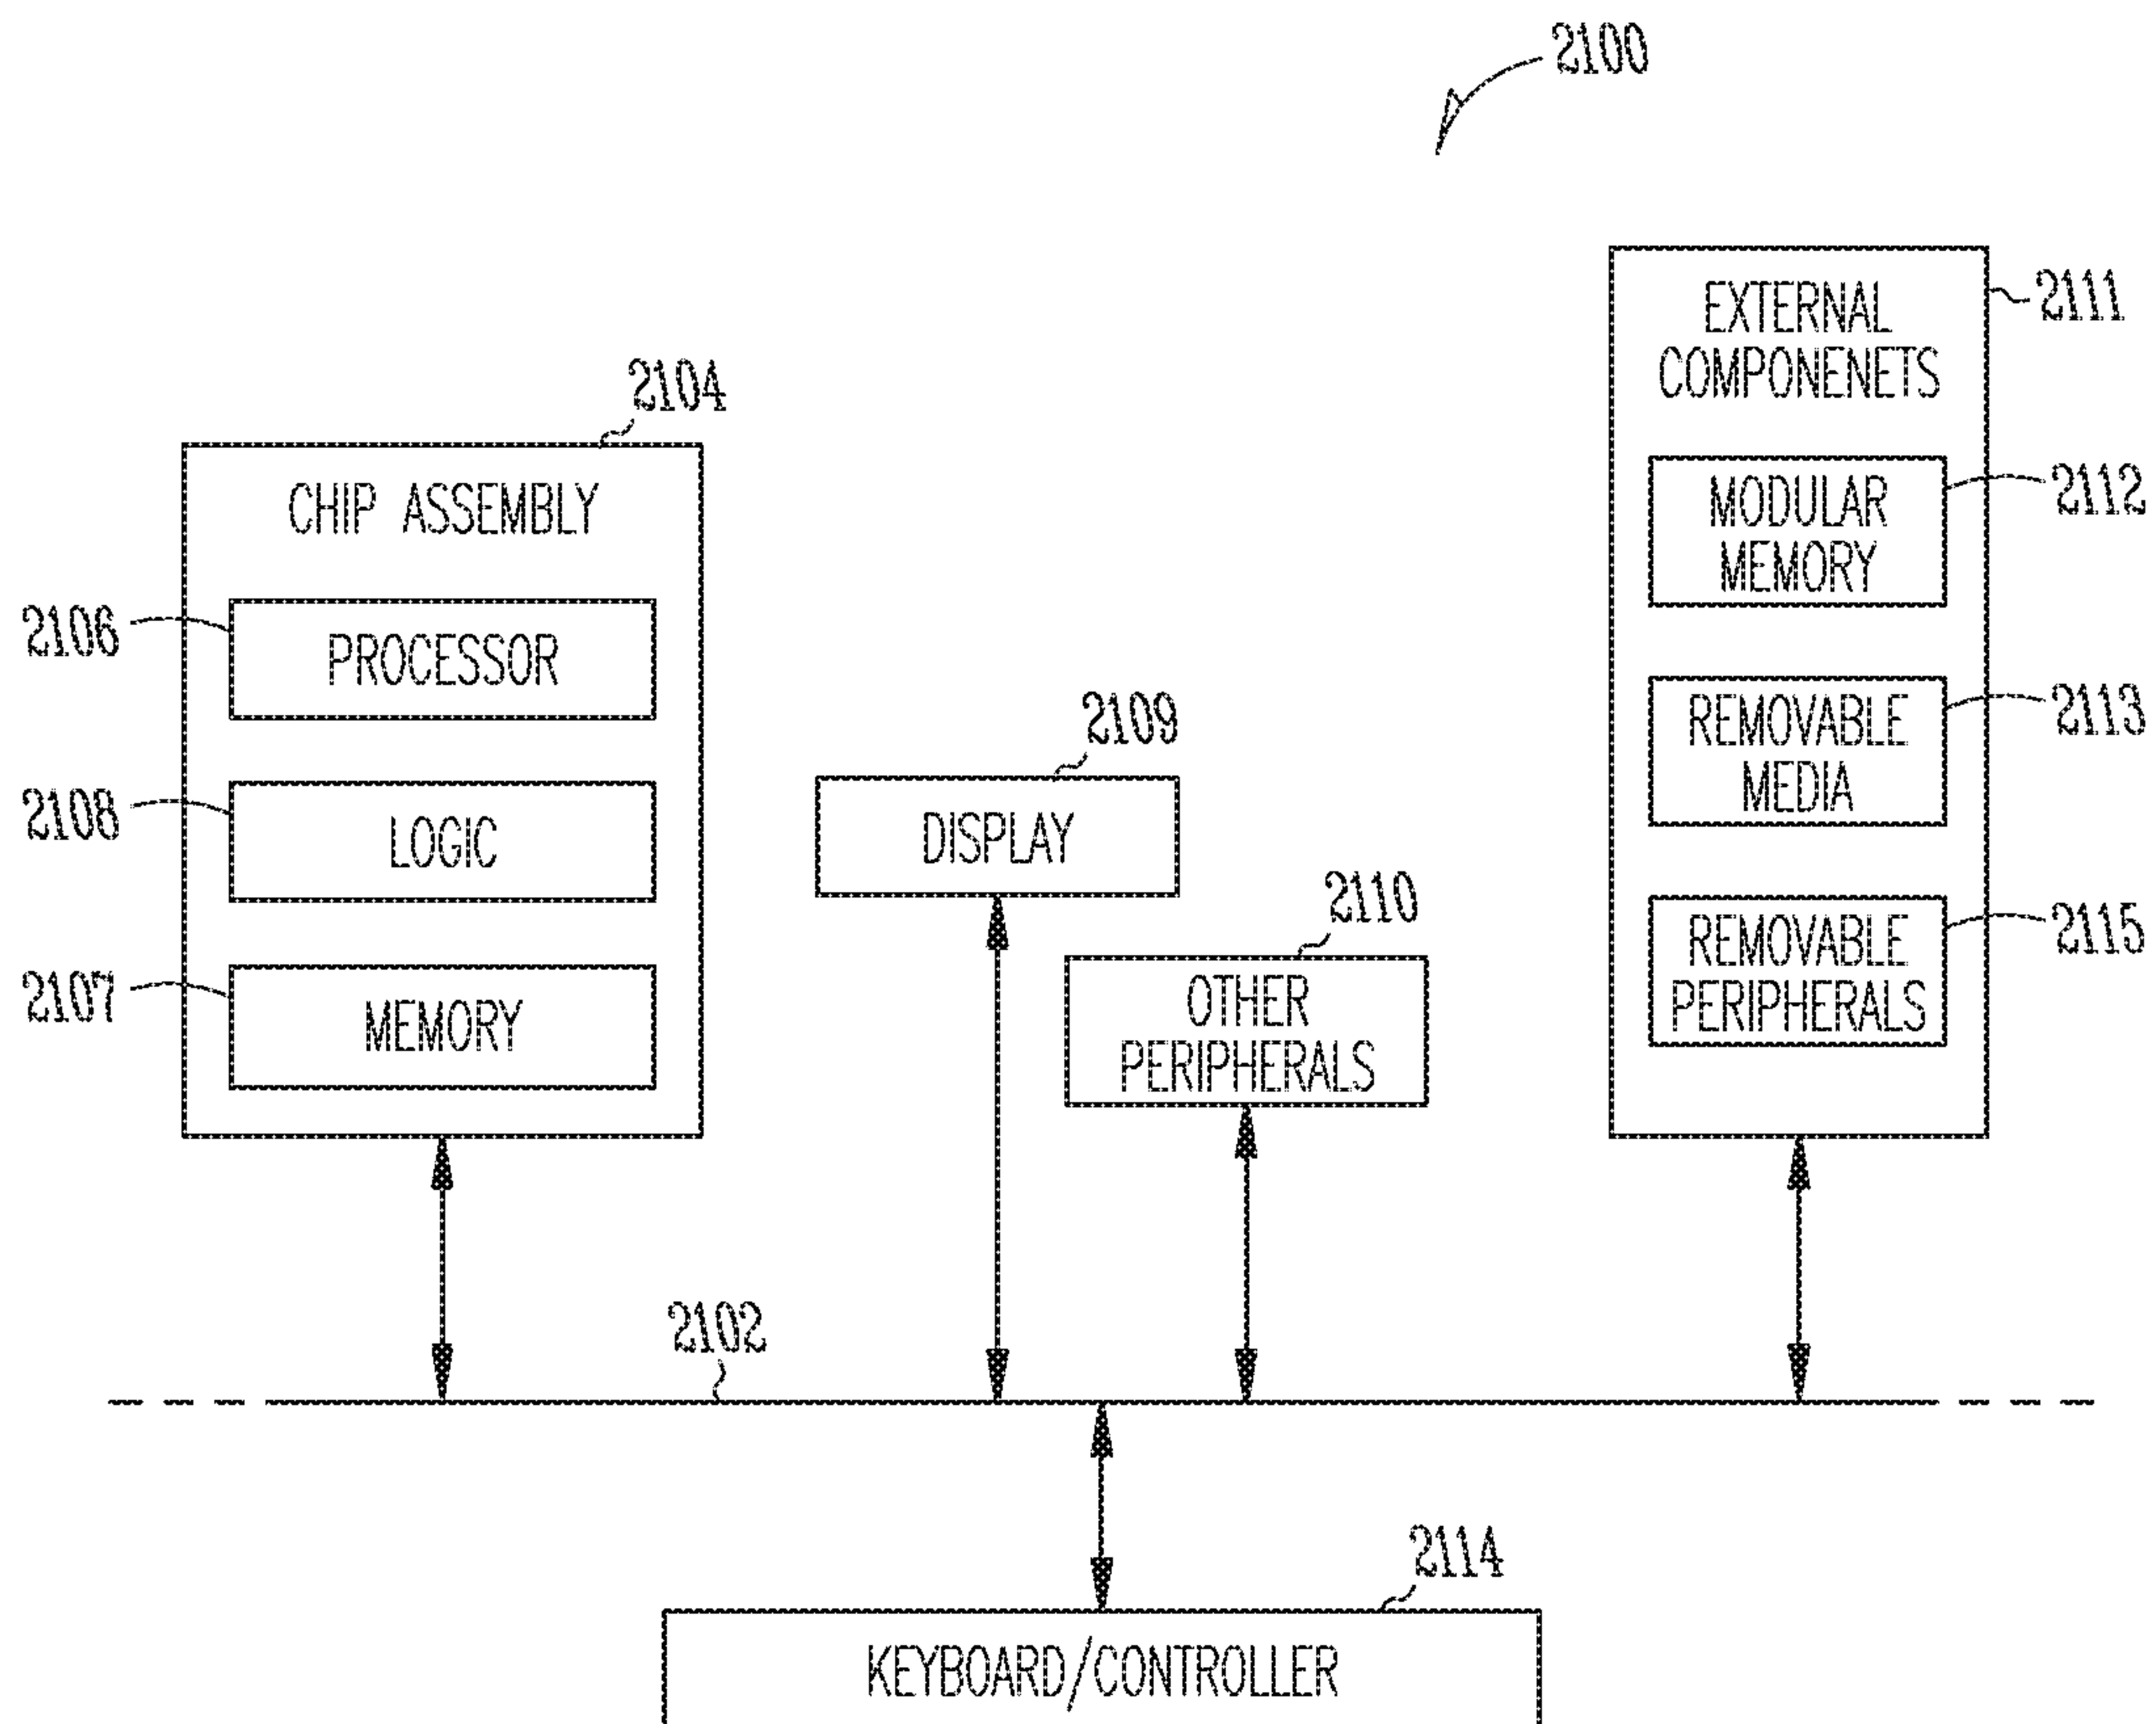 2100
EXTERNAL
COMPONENETS
2111
2104
CHIP ASSEMBLY
MODULAR
MEMORY
2112
2106
PROCESSOR
2109
REMOVABLE
MEDIA
2113
2108
LOGIC
DISPLAY
2110
REMOVABLE
PERIPHERALS
2115
2107
MEMORY
OTHER
PERIPHERALS
2102
2114
KEYBOARD/CONTROLLER